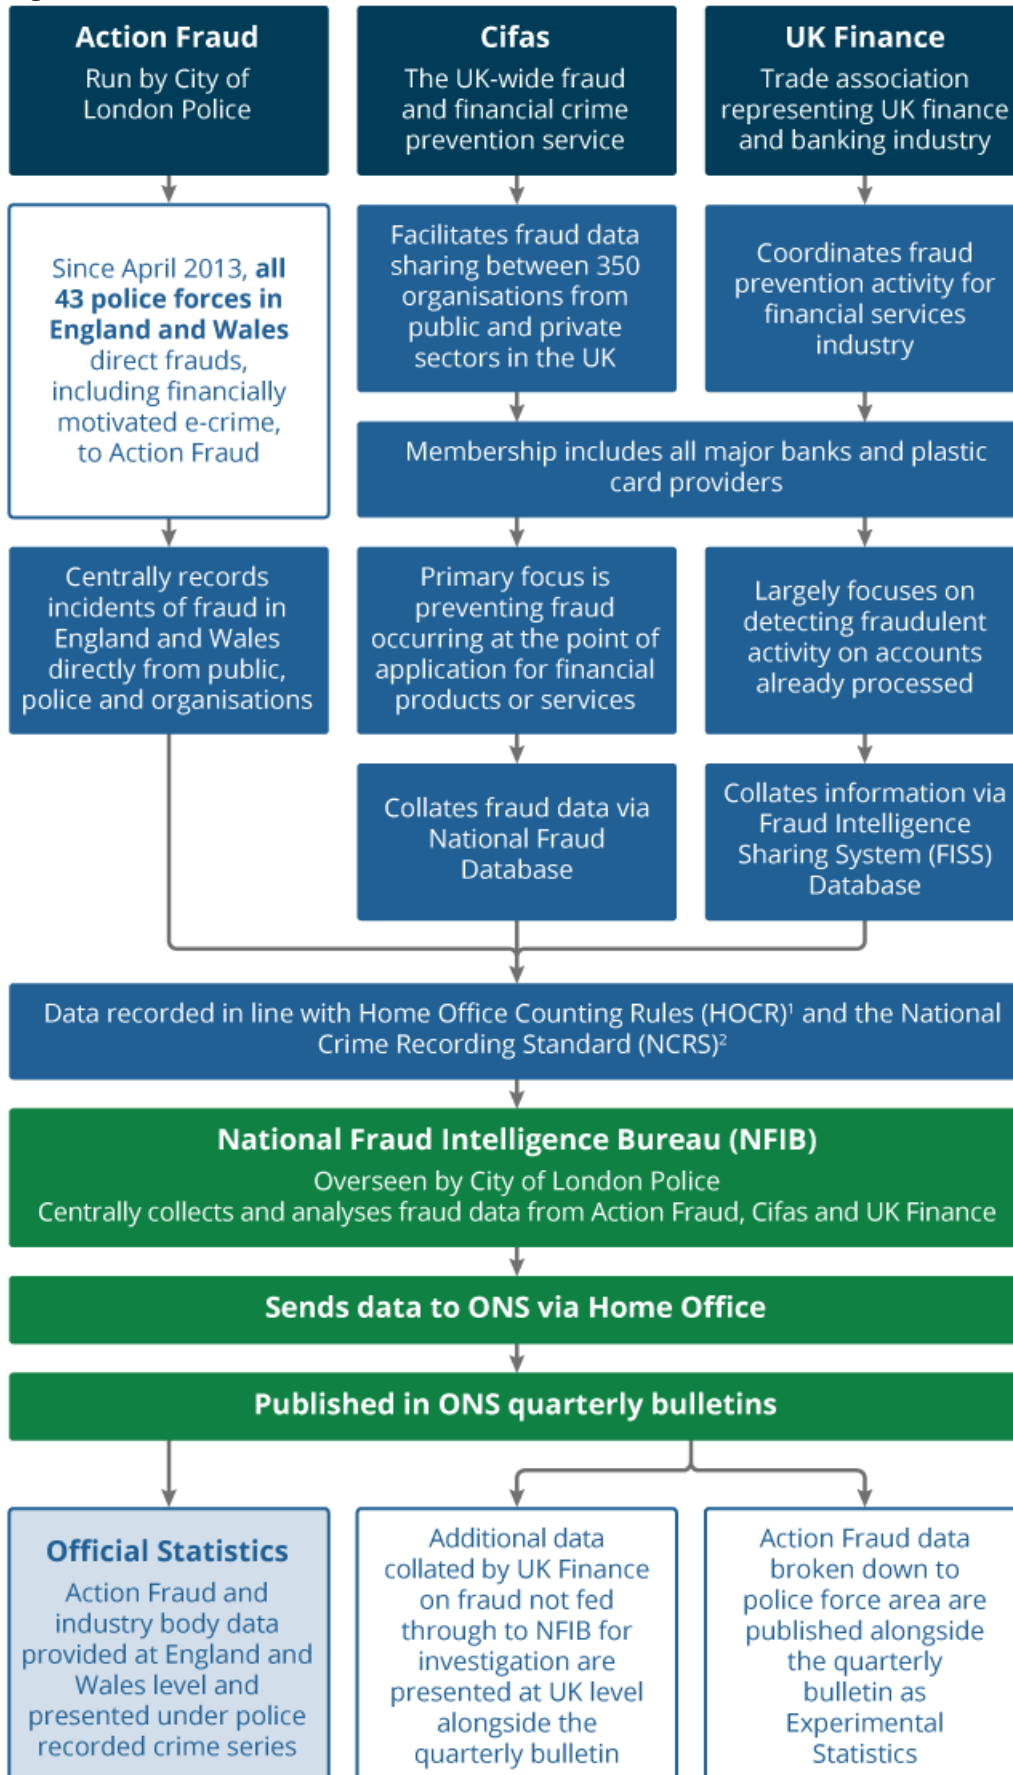 Action Fraud
Run by City of
London Police
Cifas
The UK-wide fraud
and financial crime
prevention service
UK Finance
Trade association
representing UK finance
and banking industry
Since April 2013, all
43 police forces in
England and Wales
direct frauds,
including financially
motivated e-crime,
to Action Fraud
Facilitates fraud data
sharing between 350
organisations from
public and private
sectors in the UK
Coordinates fraud
prevention activity for
financial services
industry
Membership includes all major banks and plastic
card providers
Centrally records
incidents of fraud in
England and Wales
directly from public,
police and organisations
Primary focus is
preventing fraud
occurring at the point of
application for financial
products or services
Largely focuses on
detecting fraudulent
activity on accounts
already processed
Collates fraud data via
National Fraud
Database
Collates information via
Fraud Intelligence
Sharing System (FISS)
Database
Data recorded in line with Home Office Counting Rules (HOCR)¹ and the National
Crime Recording Standard (NCRS)²
National Fraud Intelligence Bureau (NFIB)
Overseen by City of London Police
Centrally collects and analyses fraud data from Action Fraud, Cifas and UK Finance
Sends data to ONS via Home Office
Published in ONS quarterly bulletins
Official Statistics
Action Fraud and
industry body data
provided at England and
Wales level and
presented under police
recorded crime series
Additional data
collated by UK Finance
on fraud not fed
through to NFIB for
investigation are
presented at UK level
alongside the
quarterly bulletin
Action Fraud data
broken down to
police force area are
published alongside
the quarterly
bulletin as
Experimental
Statistics